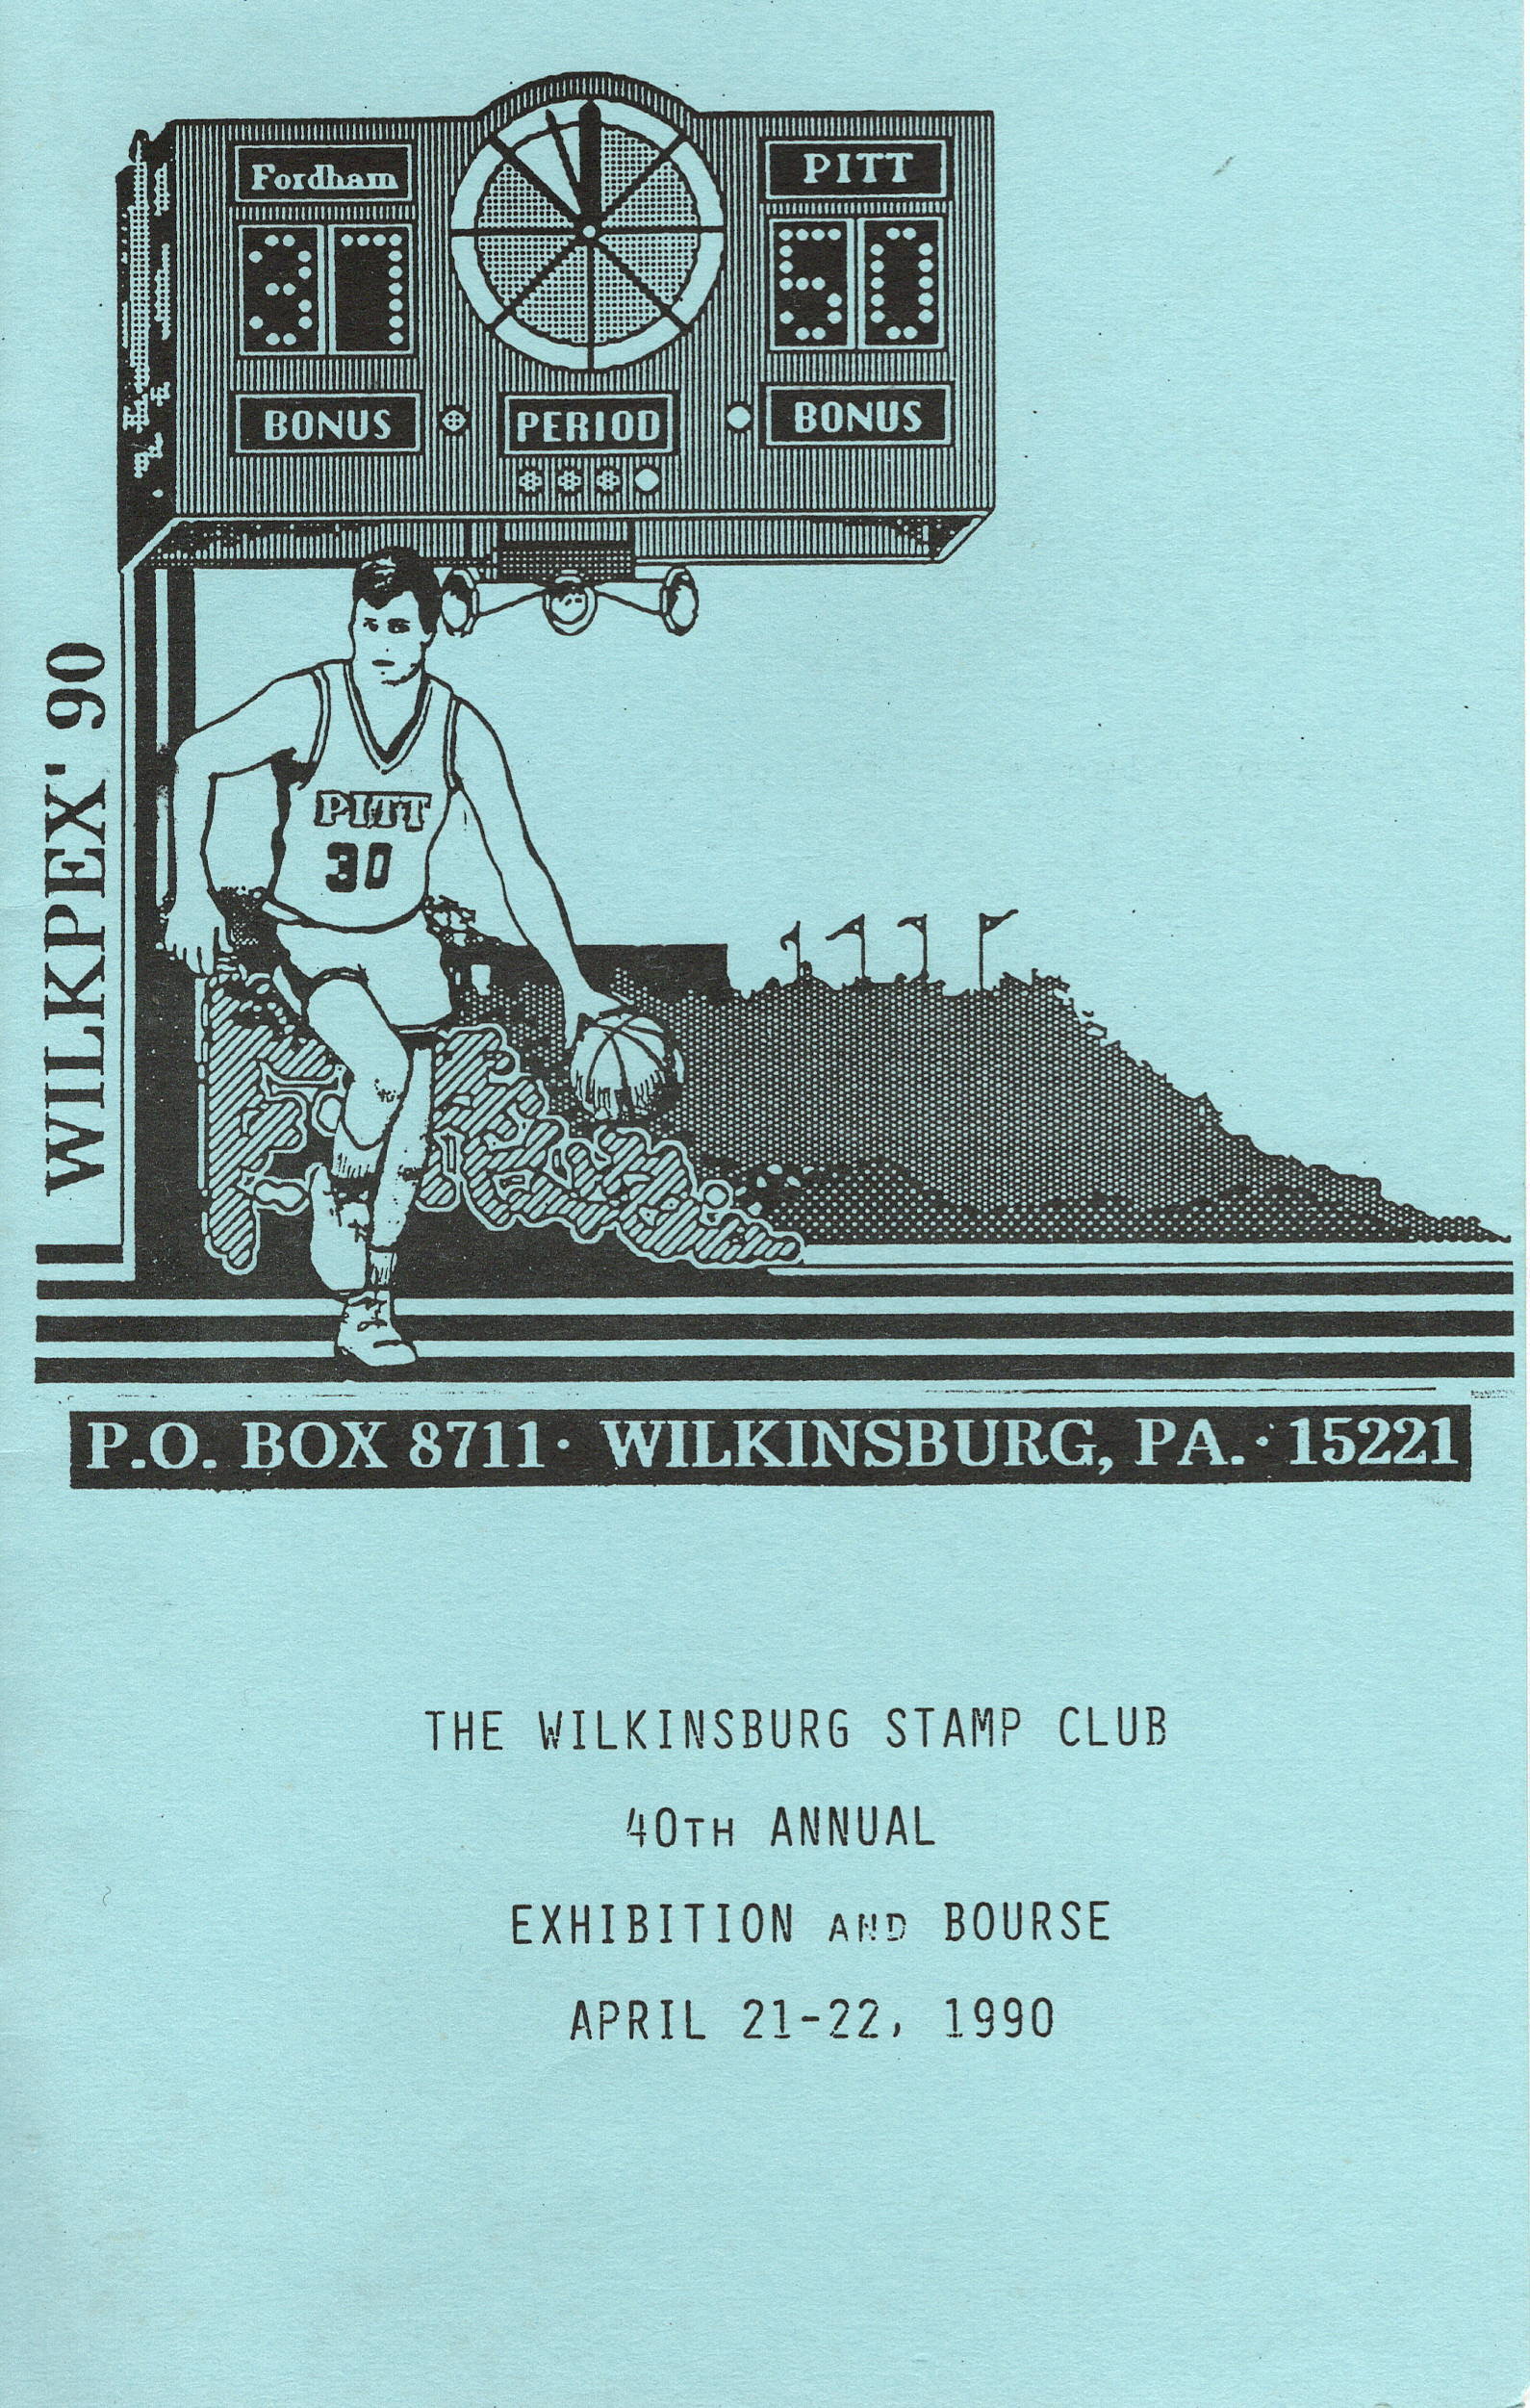 Fordham
PITT
37
50
BONUS
PERIOD
BONUS
WILKPEX' 90
PITT
30
P.O. BOX 8711 · WILKINSBURG, PA. · 15221
THE WILKINSBURG STAMP CLUB
40TH ANNUAL
EXHIBITION AND BOURSE
APRIL 21-22, 1990